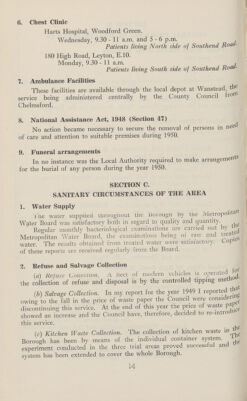 6. Chest Clinic
Harts Hospital, Woodford Green.
Wednesday, 9.30 - 11 a.m. and 5 - 6 p.m.
Patients living North side of Southend Road.
180 High Road, Leyton, E.10.
Monday, 9.30 - 11 a.m.
Patients living South side of Southend Road.
7. Ambulance Facilities
These facilities are available through the local depot at Wanstead, the
service being administered centrally by the County Council from
Chelmsford.
8. National Assistance Act, 1948 (Section 47)
No action became necessary to secure the removal of persons in need
of care and attention to suitable premises during 1950.
9. Funeral arrangements
In no instance was the Local Authority required to make arrangements
for the burial of any person during the year 1950.
SECTION C.
SANITARY CIRCUMSTANCES OF THE AREA
1. Water Supply
The water supplied throughout the Borough by the Metropolitan
Water Board was satisfactory both in regard to quality and quantity.
Regular monthly bacteriological examinations are carried out by the
Metropolitan Water Board, the examinations being of raw and treated
water. The results obtained from treated water were satisfactory. Copies
of these reports are received regularly from the Board.
2. Refuse and Salvage Collection
(a) Refuse Collection. A fleet of modern vehicles is operated for
the collection of refuse and disposal is by the controlled tipping method.
(b) Salvage Collection. In my report for the year 1949 I reported that
owing to the fall in the price of waste paper the Council were considering
discontinuing this service. At the end of this year the price of waste paper
showed an increase and the Council have, therefore, decided to re-introduce
this service.
(c) Kitchen Waste Collection. The collection of kitchen waste in the
Borough has been by means of the individual container system. The
experiment conducted in the three trial areas proved successful and the
system has been extended to cover the whole Borough.